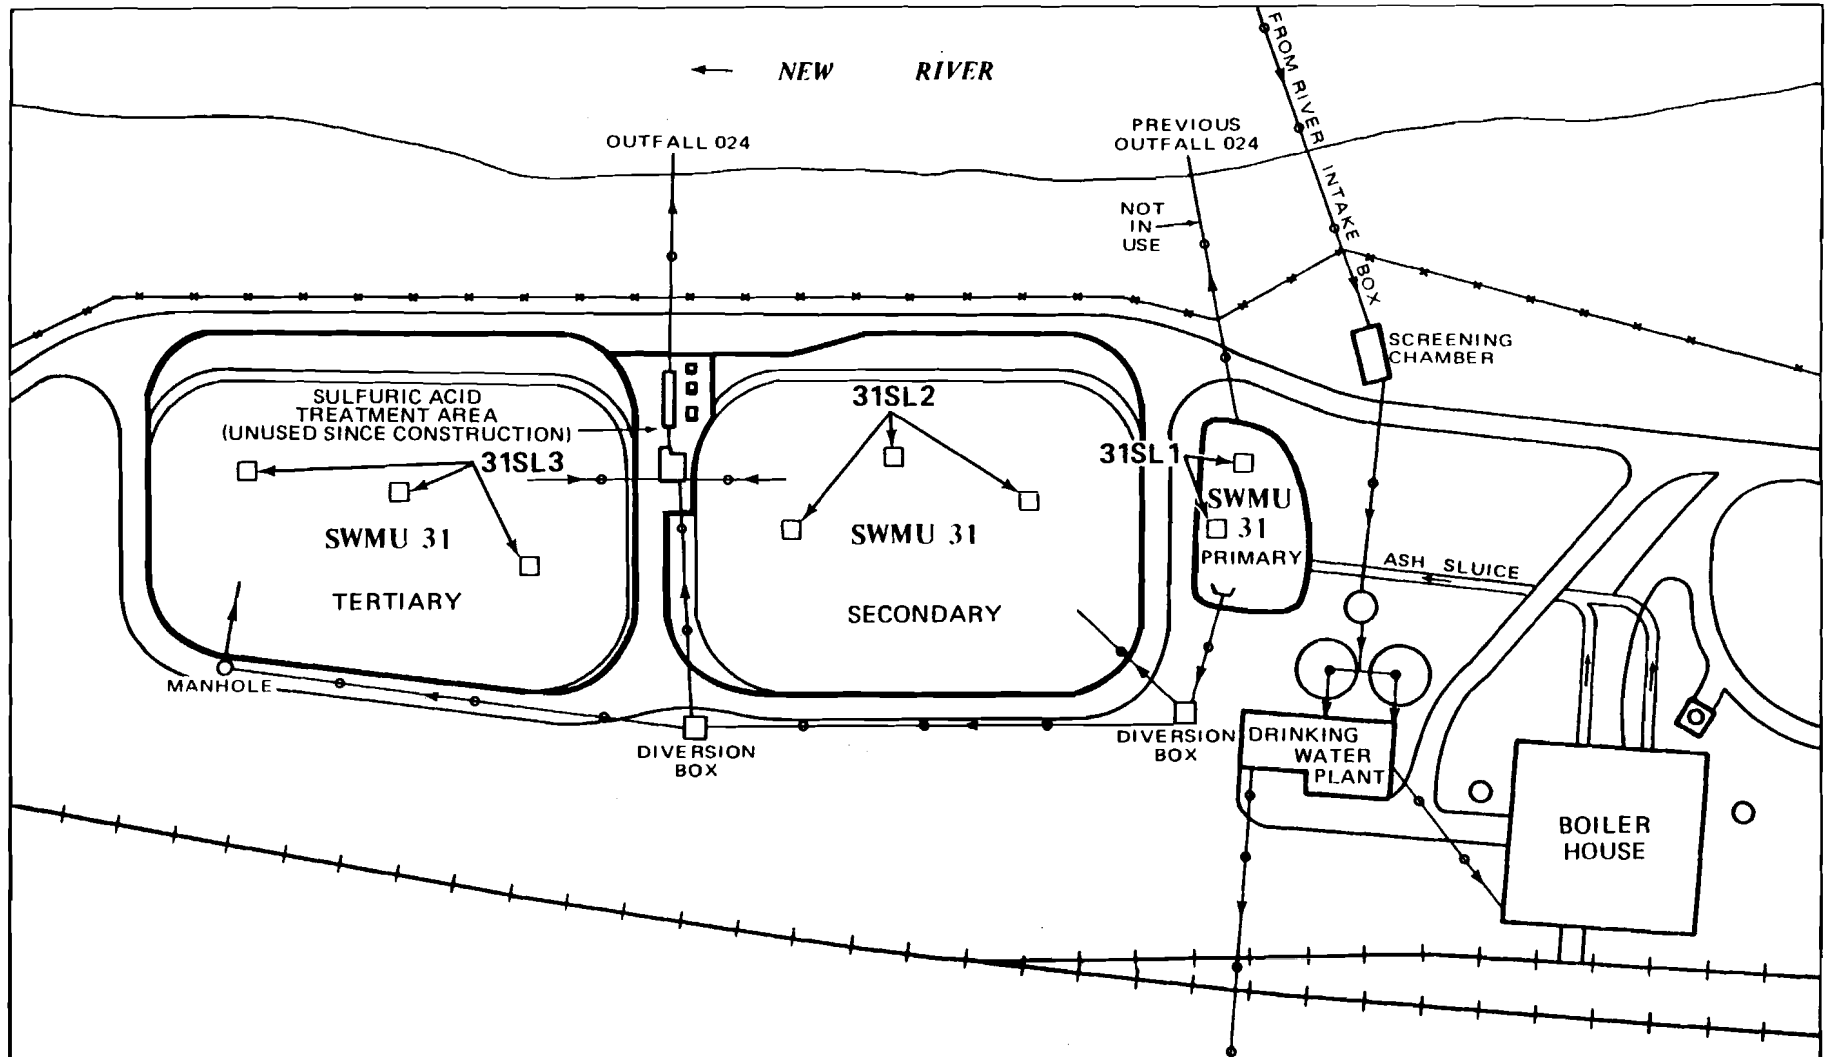 NEW RIVER
FROM RIVER INTAKE BOX
OUTFALL 024
PREVIOUS
OUTFALL 024
NOT
IN
USE
SCREENING
CHAMBER
SULFURIC ACID
TREATMENT AREA
(UNUSED SINCE CONSTRUCTION)
31SL2
31SL3
31SL1
SWMU 31
TERTIARY
SWMU 31
SECONDARY
SWMU
31
PRIMARY
ASH SLUICE
MANHOLE
DIVERSION
BOX
DIVERSION
BOX
DRINKING
WATER
PLANT
BOILER
HOUSE